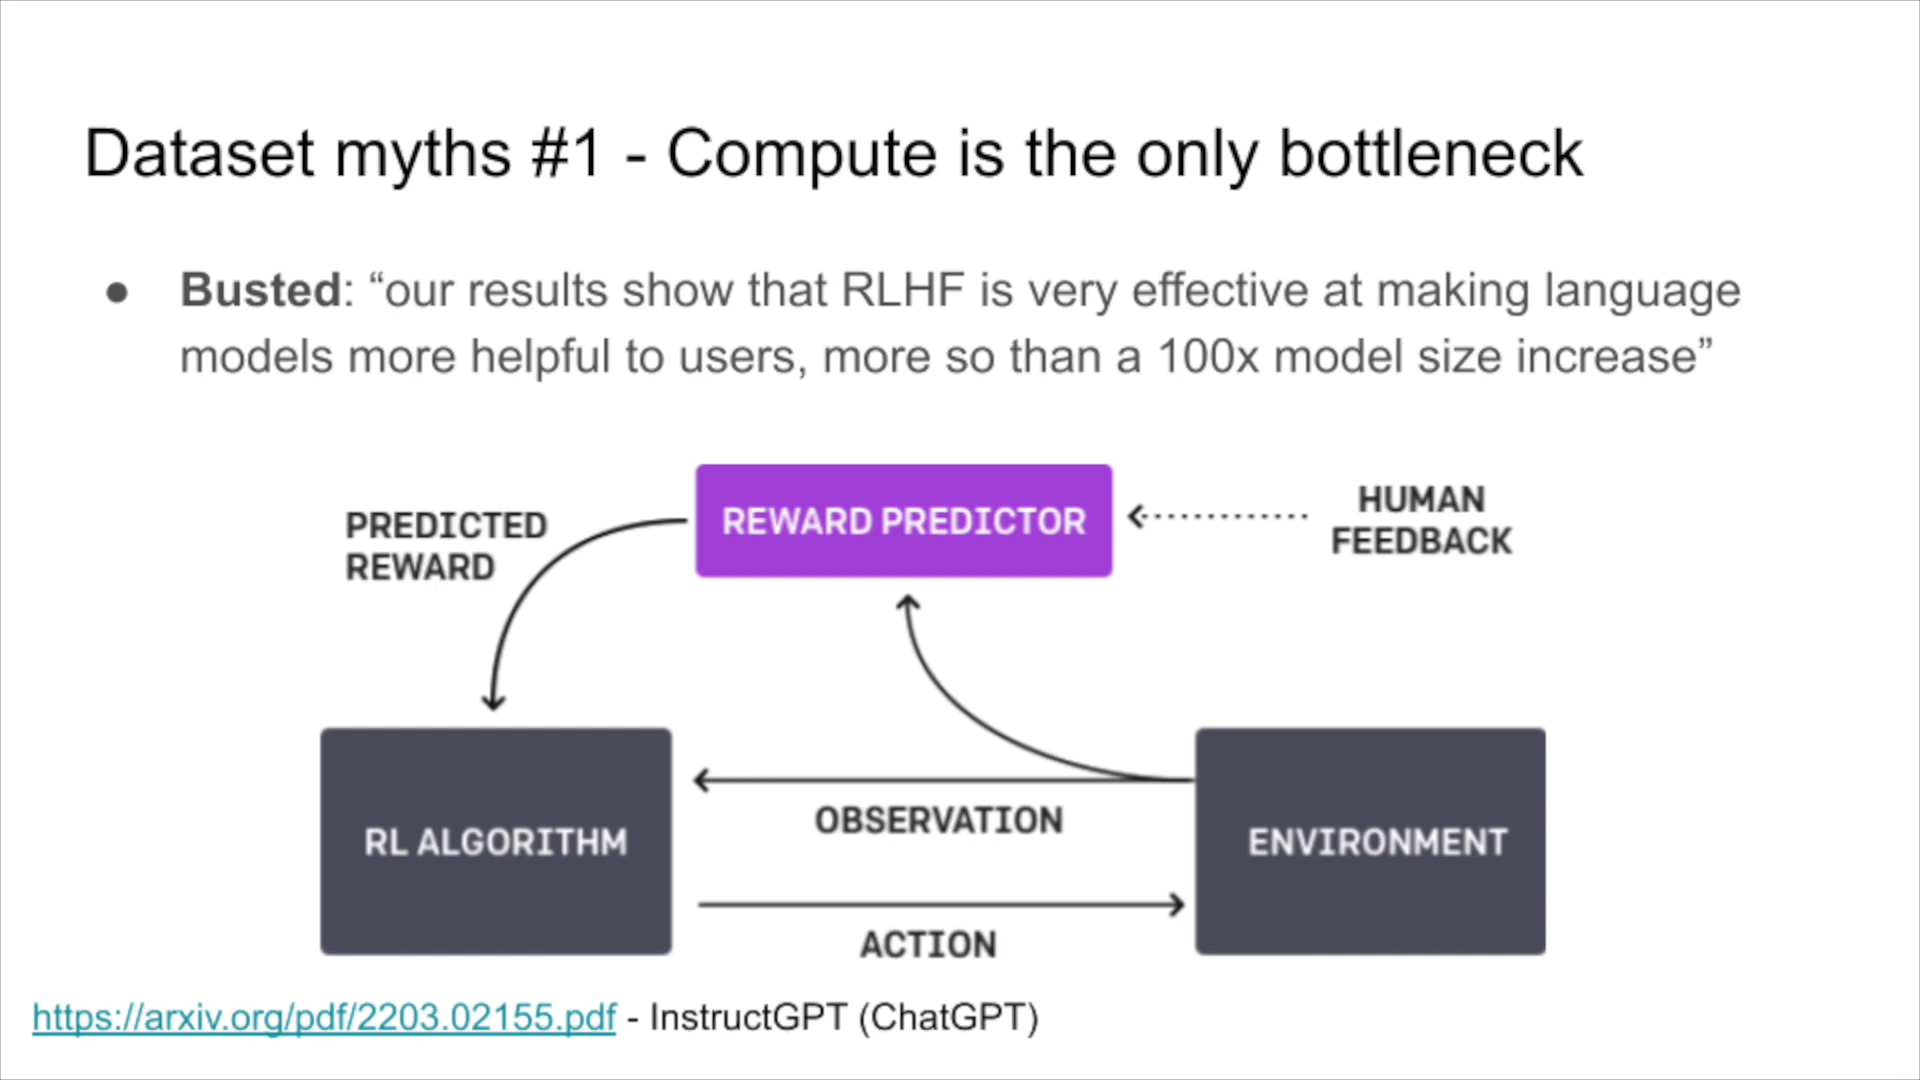 Dataset myths #1 - Compute is the only bottleneck
● Busted: “our results show that RLHF is very effective at making language
models more helpful to users, more so than a 100x model size increase”
PREDICTED
REWARD
REWARD PREDICTOR
HUMAN
FEEDBACK
RL ALGORITHM
OBSERVATION
ACTION
ENVIRONMENT
https://arxiv.org/pdf/2203.02155.pdf - InstructGPT (ChatGPT)